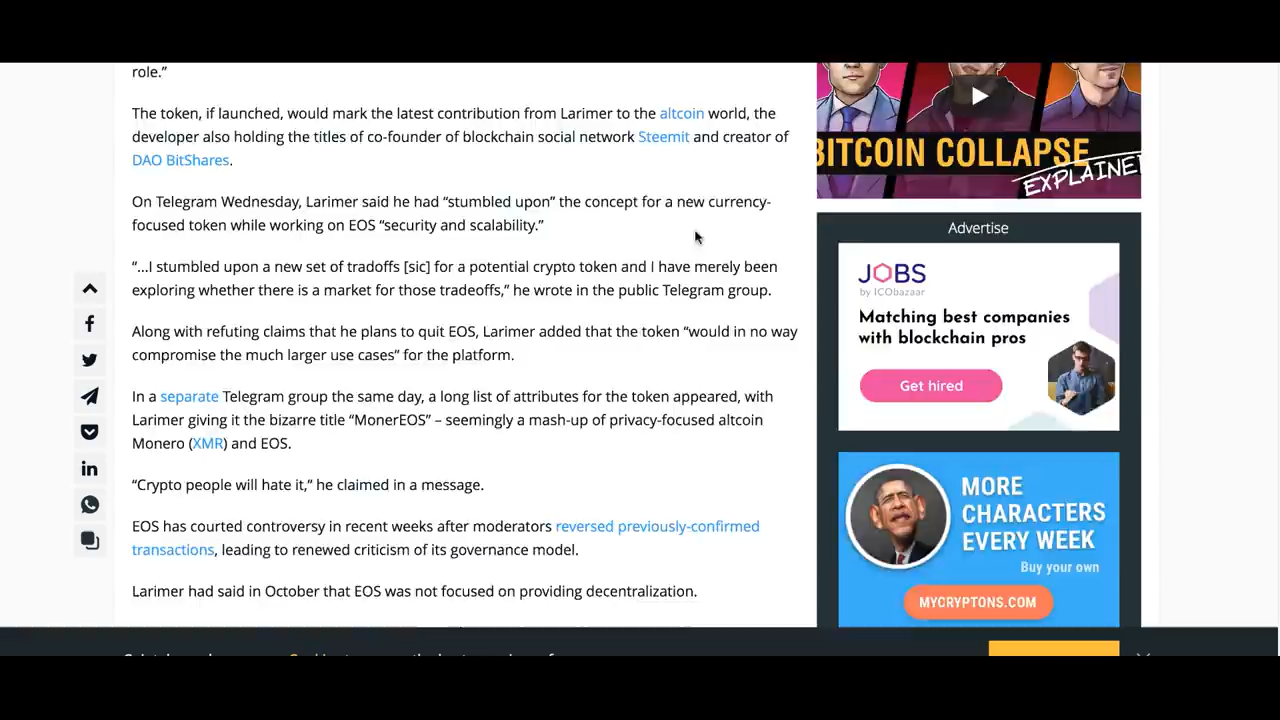 role.”
The token, if launched, would mark the latest contribution from Larimer to the altcoin world, the
developer also holding the titles of co-founder of blockchain social network Steemit and creator of
DAO BitShares.
On Telegram Wednesday, Larimer said he had “stumbled upon” the concept for a new currency-
focused token while working on EOS “security and scalability.”
“...I stumbled upon a new set of tradoffs [sic] for a potential crypto token and I have merely been
exploring whether there is a market for those tradeoffs,” he wrote in the public Telegram group.
Along with refuting claims that he plans to quit EOS, Larimer added that the token “would in no way
compromise the much larger use cases” for the platform.
In a separate Telegram group the same day, a long list of attributes for the token appeared, with
Larimer giving it the bizarre title “MonerEOS” – seemingly a mash-up of privacy-focused altcoin
Monero (XMR) and EOS.
“Crypto people will hate it,” he claimed in a message.
EOS has courted controversy in recent weeks after moderators reversed previously-confirmed
transactions, leading to renewed criticism of its governance model.
Larimer had said in October that EOS was not focused on providing decentralization.
BITCOIN COLLAPSE
EXPLAINED
Advertise
JOBS
by ICObazaar
Matching best companies
with blockchain pros
Get hired
MORE
CHARACTERS
EVERY WEEK
Buy your own
MYCRYPTONS.COM